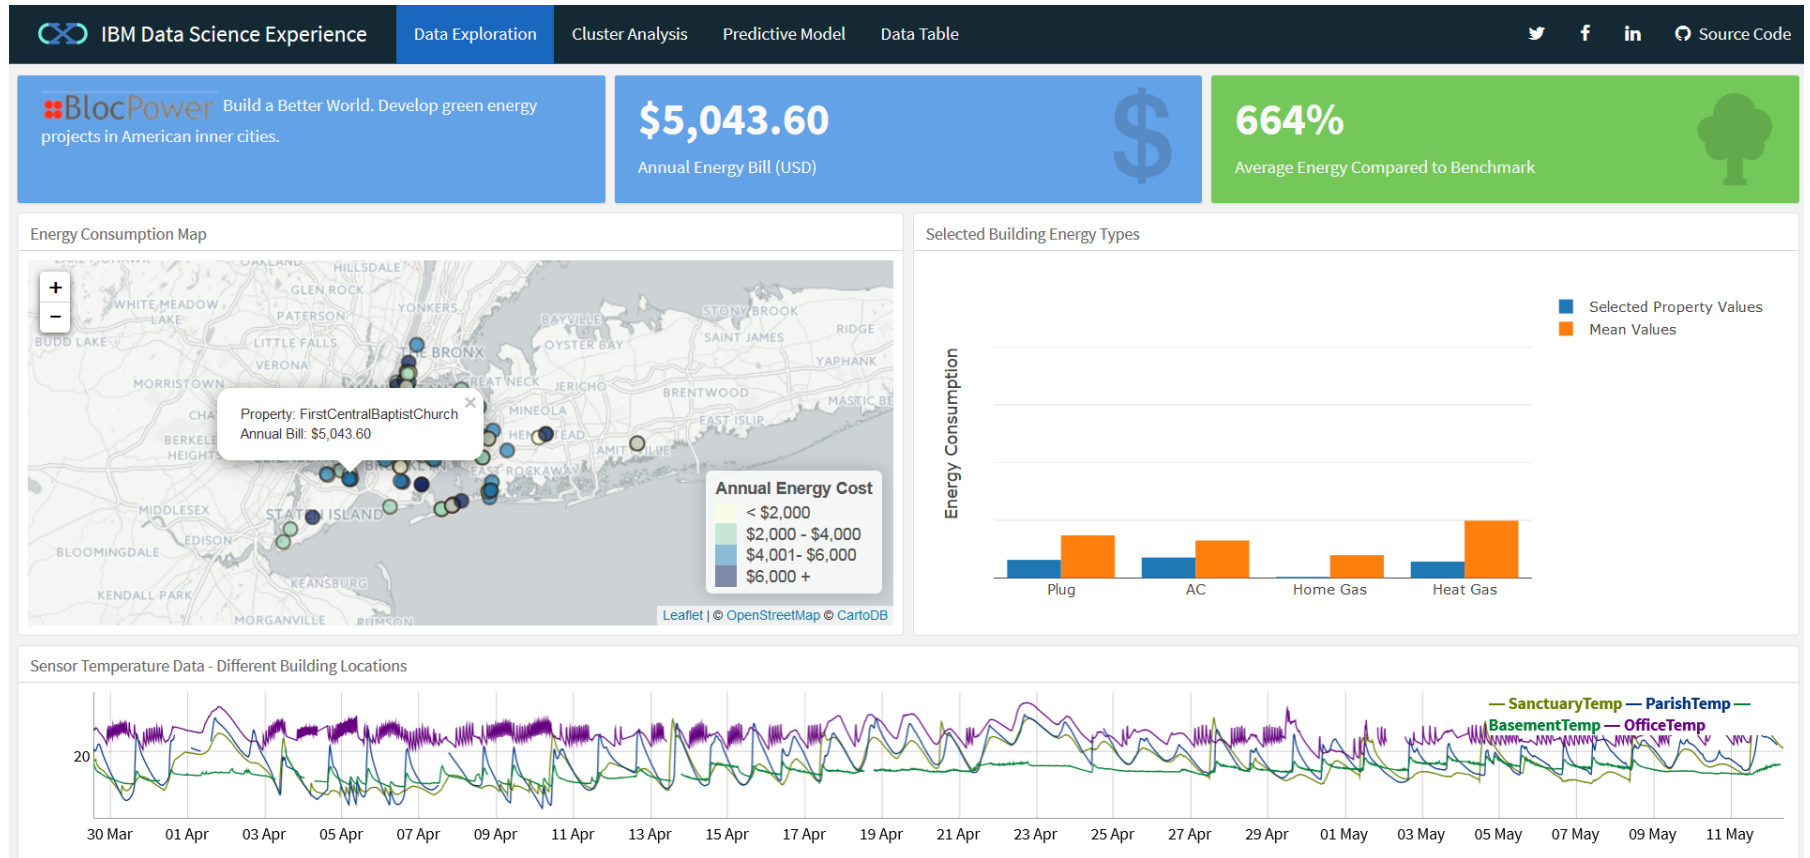 IBM Data Science Experience
Data Exploration
Cluster Analysis
Predictive Model
Data Table
Source Code
BlocPower Build a Better World. Develop green energy
projects in American inner cities.
$5,043.60
Annual Energy Bill (USD)
664%
Average Energy Compared to Benchmark
Energy Consumption Map
+
−
OAKLAND
HILLSDALE
GLEN ROCK
WHITE MEADOW
LAKE
PATERSON
YONKERS
BUDD LAKE
LITTLE FALLS
VERONA
MORRISTOWN
THE BRONX
BAYVILLE
OYSTER BAY
STONY BROOK
SAINT JAMES
RIDGE
YAPHANK
GREAT NECK
JERICHO
BRENTWOOD
MASTIC BE
MINEOLA
EAST ISLIP
Property: FirstCentralBaptistChurch
Annual Bill: $5,043.60
×
CHA
BERKELE
HEIGHT
EAST ROCKAWAY
MIDDLESEX
STATEN ISLAND
EDISON
BLOOMINGDALE
KEANSBURG
KENDALL PARK
MORGANVILLE
RUMSON
Annual Energy Cost
< $2,000
$2,000 - $4,000
$4,001- $6,000
$6,000 +
Leaflet | © OpenStreetMap © CartoDB
Selected Building Energy Types
Selected Property Values
Mean Values
Energy Consumption
Plug
AC
Home Gas
Heat Gas
Sensor Temperature Data - Different Building Locations
SanctuaryTemp
ParishTemp
BasementTemp
OfficeTemp
20
30 Mar
01 Apr
03 Apr
05 Apr
07 Apr
09 Apr
11 Apr
13 Apr
15 Apr
17 Apr
19 Apr
21 Apr
23 Apr
25 Apr
27 Apr
29 Apr
01 May
03 May
05 May
07 May
09 May
11 May